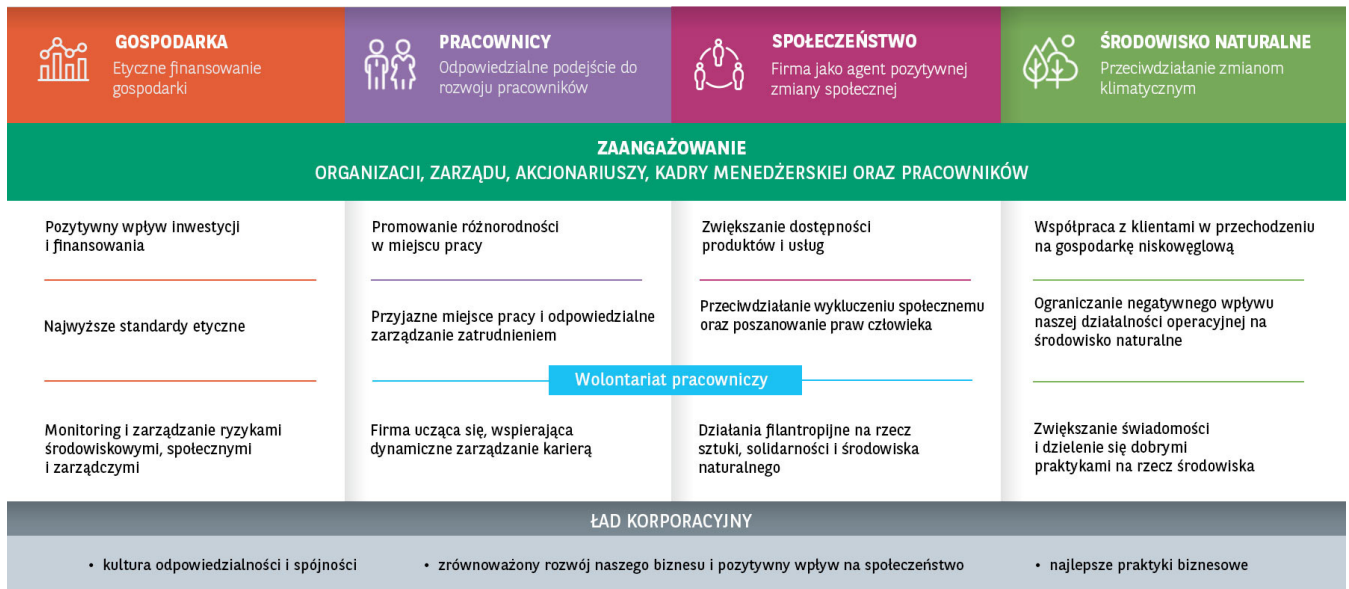 GOSPODARKA
Etyczne finansowanie
gospodarki
PRACOWNICY
Odpowiedzialne podejście do
rozwoju pracowników
SPOŁECZEŃSTWO
Firma jako agent pozytywnej
zmiany społecznej
ŚRODOWISKO NATURALNE
Przeciwdziałanie zmianom
klimatycznym
ZAANGAŻOWANIE
ORGANIZACJI, ZARZĄDU, AKCJONARIUSZY, KADRY MENEDŻERSKIEJ ORAZ PRACOWNIKÓW
Pozytywny wpływ inwestycji
i finansowania
Promowanie różnorodności
w miejscu pracy
Zwiększanie dostępności
produktów i usług
Współpraca z klientami w przechodzeniu
na gospodarkę niskowęglową
Najwyższe standardy etyczne
Przyjazne miejsce pracy i odpowiedzialne
zarządzanie zatrudnieniem
Przeciwdziałanie wykluczeniu społecznemu
oraz poszanowanie praw człowieka
Ograniczanie negatywnego wpływu
naszej działalności operacyjnej na
środowisko naturalne
Wolontariat pracowniczy
Monitoring i zarządzanie ryzykami
środowiskowymi, społecznymi
i zarządczymi
Firma ucząca się, wspierająca
dynamiczne zarządzanie karierą
Działania filantropijne na rzecz
sztuki, solidarności i środowiska
naturalnego
Zwiększanie świadomości
i dzielenie się dobrymi
praktykami na rzecz środowiska
ŁAD KORPORACYJNY
• kultura odpowiedzialności i spójności
• zrównoważony rozwój naszego biznesu i pozytywny wpływ na społeczeństwo
• najlepsze praktyki biznesowe